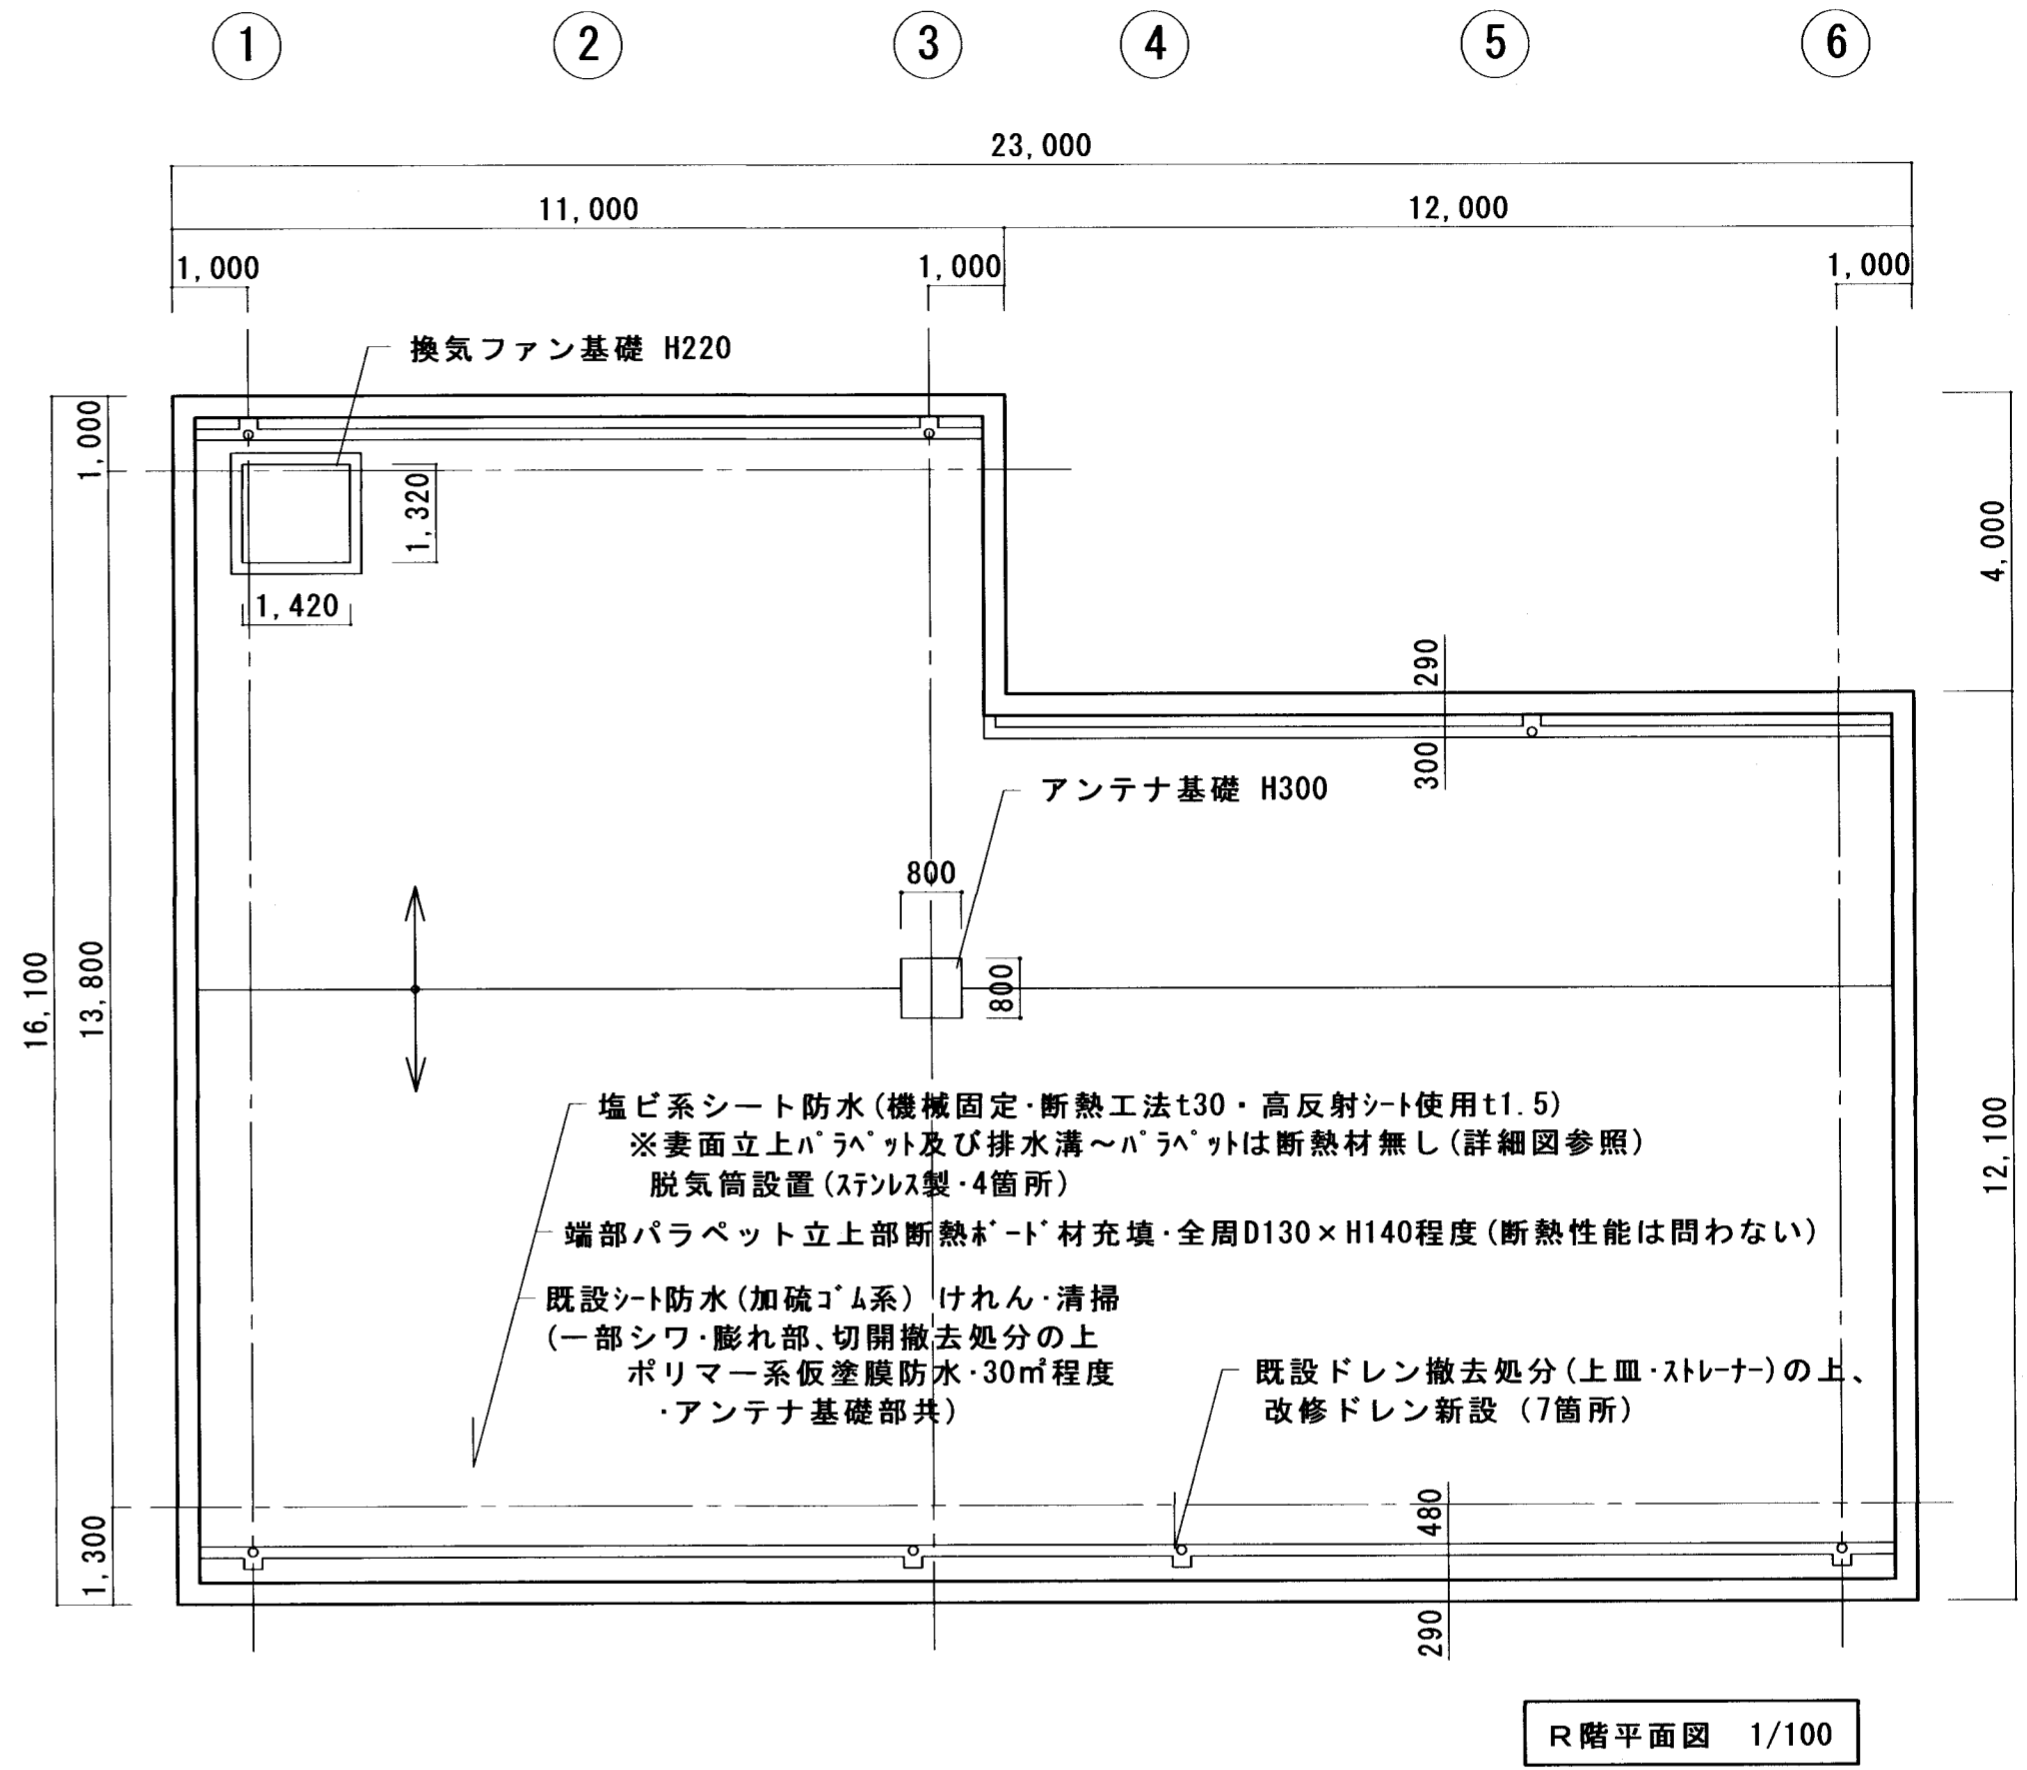 1 2 3 4 5 6
23,000
11,000 12,000
1,000 1,000 1,000
換気ファン基礎 H220
1,000
1,320
1,420
4,000
290
300
アンテナ基礎 H300
800
800
16,100
13,800
12,100
塩ビ系シート防水(機械固定･断熱工法t30・高反射ｼｰﾄ使用t1.5)
※妻面立上ﾊﾟﾗﾍﾟｯﾄ及び排水溝～ﾊﾟﾗﾍﾟｯﾄは断熱材無し(詳細図参照)
脱気筒設置(ｽﾃﾝﾚｽ製･4箇所)
端部パラペット立上部断熱ﾎﾞｰﾄﾞ材充填･全周D130×H140程度(断熱性能は問わない)
既設ｼｰﾄ防水(加硫ｺﾞﾑ系) けれん･清掃
(一部シワ･膨れ部、切開撤去処分の上
ポリマー系仮塗膜防水･30㎡程度
･アンテナ基礎部共)
既設ドレン撤去処分(上皿･ｽﾄﾚｰﾅｰ)の上、
改修ドレン新設 (7箇所)
1,300
480
290
R階平面図 1/100